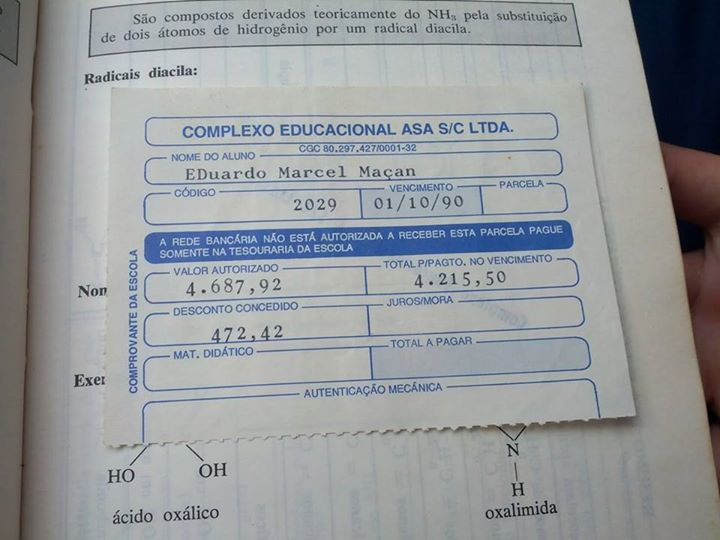 São compostos derivados teoricamente do NH₃ pela substituição
de dois átomos de hidrogênio por um radical diacila.
Radicais diacila:
COMPLEXO EDUCACIONAL ASA S/C LTDA.
CGC 80.297.427/0001-32
NOME DO ALUNO
EDuardo Marcel Maçan
CÓDIGO VENCIMENTO PARCELA
2029 01/10/90
A REDE BANCÁRIA NÃO ESTÁ AUTORIZADA A RECEBER ESTA PARCELA PAGUE
SOMENTE NA TESOURARIA DA ESCOLA
VALOR AUTORIZADO TOTAL P/PAGTO. NO VENCIMENTO
4.687,92 4.215,50
DESCONTO CONCEDIDO JUROS/MORA
472,42
MAT. DIDÁTICO TOTAL A PAGAR
AUTENTICAÇÃO MECÂNICA
COMPROVANTE DA ESCOLA
Nom
Exer
HO OH
N
H
ácido oxálico oxalimida